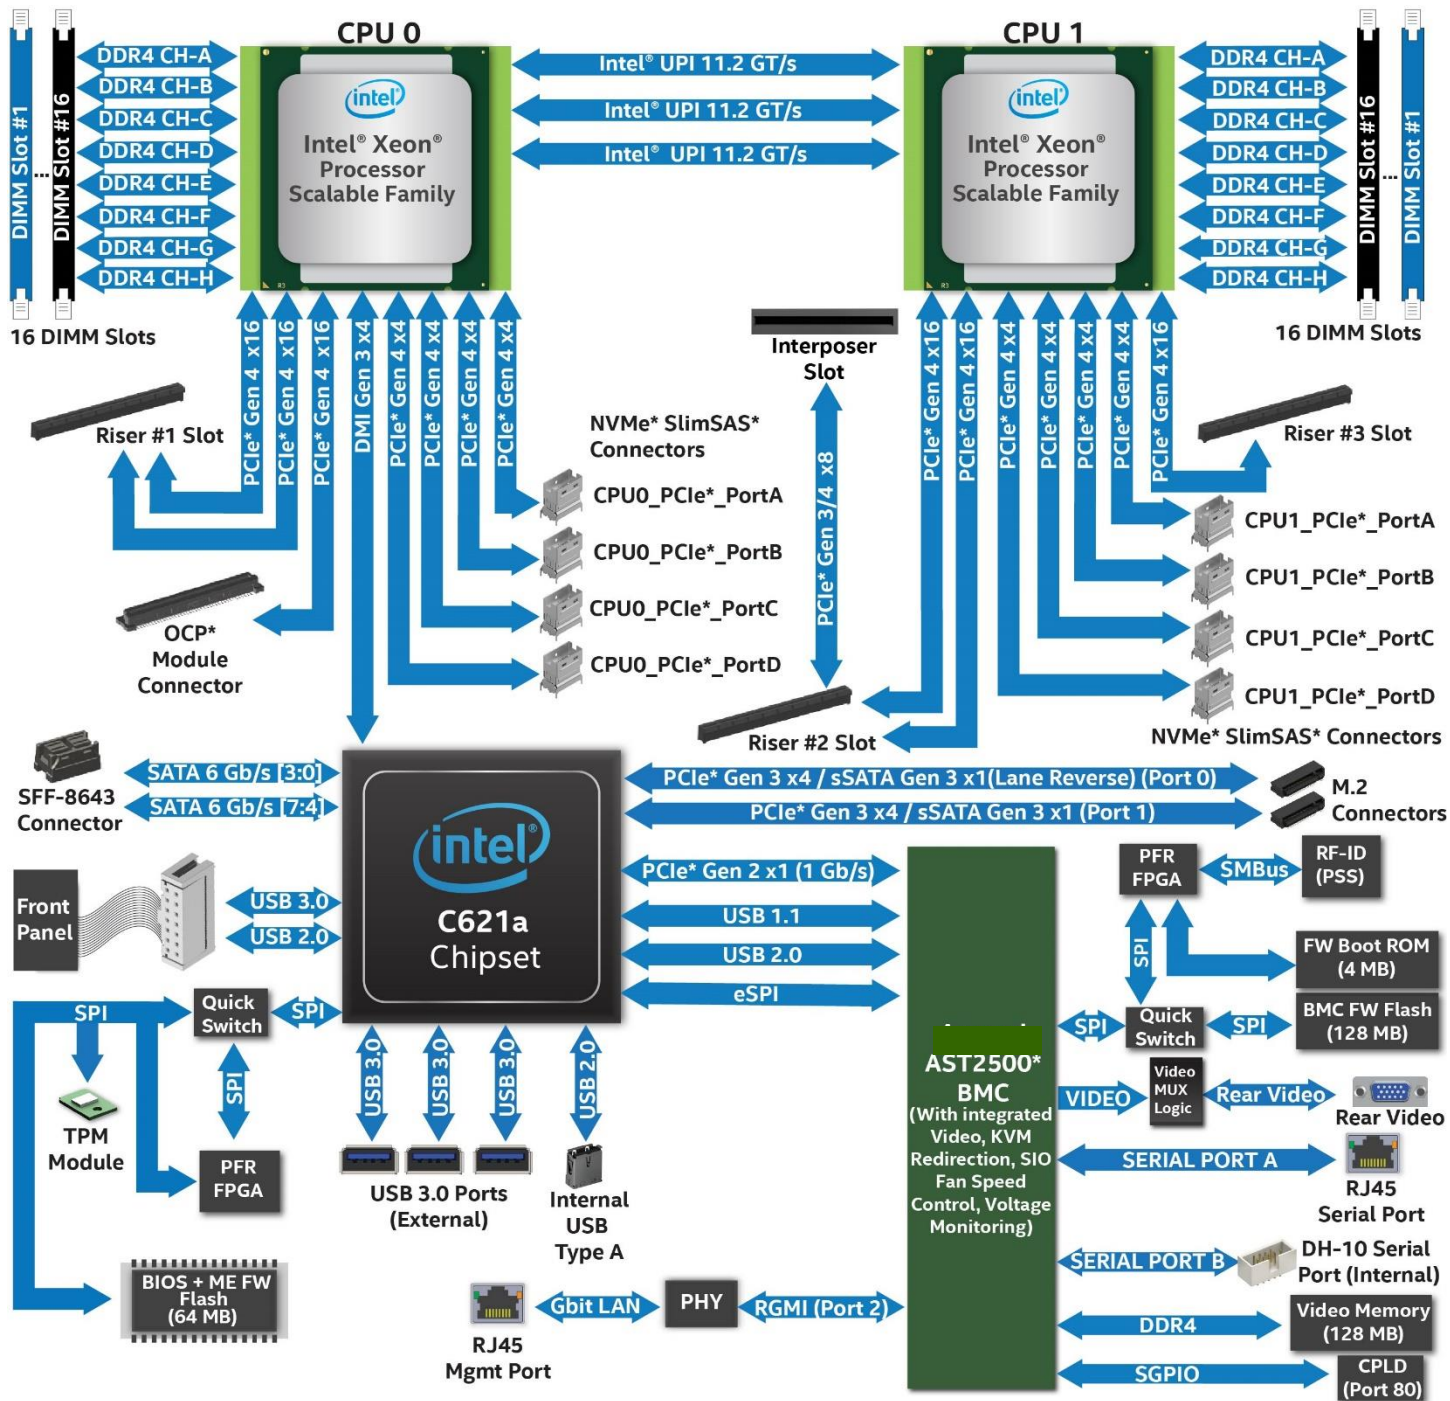 CPU 0
CPU 1
DDR4 CH-A
DDR4 CH-B
DDR4 CH-C
DDR4 CH-D
DDR4 CH-E
DDR4 CH-F
DDR4 CH-G
DDR4 CH-H
DIMM Slot #1
...
DIMM Slot #16
16 DIMM Slots
intel
Intel® Xeon®
Processor
Scalable Family
R3
Intel® UPI 11.2 GT/s
Intel® UPI 11.2 GT/s
Intel® UPI 11.2 GT/s
intel
Intel® Xeon®
Processor
Scalable Family
R3
DDR4 CH-A
DDR4 CH-B
DDR4 CH-C
DDR4 CH-D
DDR4 CH-E
DDR4 CH-F
DDR4 CH-G
DDR4 CH-H
DIMM Slot #16
...
DIMM Slot #1
16 DIMM Slots
PCIe* Gen 4 x16
PCIe* Gen 4 x16
PCIe* Gen 4 x16
DMI Gen 3 x4
PCIe* Gen 4 x4
PCIe* Gen 4 x4
PCIe* Gen 4 x4
PCIe* Gen 4 x4
Riser #1 Slot
OCP*
Module
Connector
NVMe* SlimSAS*
Connectors
CPU0_PCIe*_PortA
CPU0_PCIe*_PortB
CPU0_PCIe*_PortC
CPU0_PCIe*_PortD
Interposer
Slot
PCIe* Gen 3/4 x8
Riser #2 Slot
PCIe* Gen 4 x16
PCIe* Gen 4 x16
PCIe* Gen 4 x4
PCIe* Gen 4 x4
PCIe* Gen 4 x4
PCIe* Gen 4 x4
PCIe* Gen 4 x16
Riser #3 Slot
CPU1_PCIe*_PortA
CPU1_PCIe*_PortB
CPU1_PCIe*_PortC
CPU1_PCIe*_PortD
NVMe* SlimSAS* Connectors
SFF-8643
Connector
SATA 6 Gb/s [3:0]
SATA 6 Gb/s [7:4]
intel®
C621a
Chipset
PCIe* Gen 3 x4 / sSATA Gen 3 x1(Lane Reverse) (Port 0)
PCIe* Gen 3 x4 / sSATA Gen 3 x1 (Port 1)
M.2
Connectors
Front
Panel
USB 3.0
USB 2.0
PCIe* Gen 2 x1 (1 Gb/s)
USB 1.1
USB 2.0
eSPI
SPI
Quick
Switch
SPI
SPI
TPM
Module
PFR
FPGA
BIOS + ME FW
Flash
(64 MB)
USB 3.0
USB 3.0
USB 3.0
USB 2.0
USB 3.0 Ports
(External)
Internal
USB
Type A
RJ45
Mgmt Port
Gbit LAN
PHY
RGMI (Port 2)
AST2500*
BMC
(With integrated
Video, KVM
Redirection, SIO
Fan Speed
Control, Voltage
Monitoring)
PFR
FPGA
SMBus
RF-ID
(PSS)
SPI
FW Boot ROM
(4 MB)
SPI
Quick
Switch
SPI
BMC FW Flash
(128 MB)
VIDEO
Video
MUX
Logic
Rear Video
Rear Video
SERIAL PORT A
RJ45
Serial Port
SERIAL PORT B
DH-10 Serial
Port (Internal)
DDR4
Video Memory
(128 MB)
SGPIO
CPLD
(Port 80)